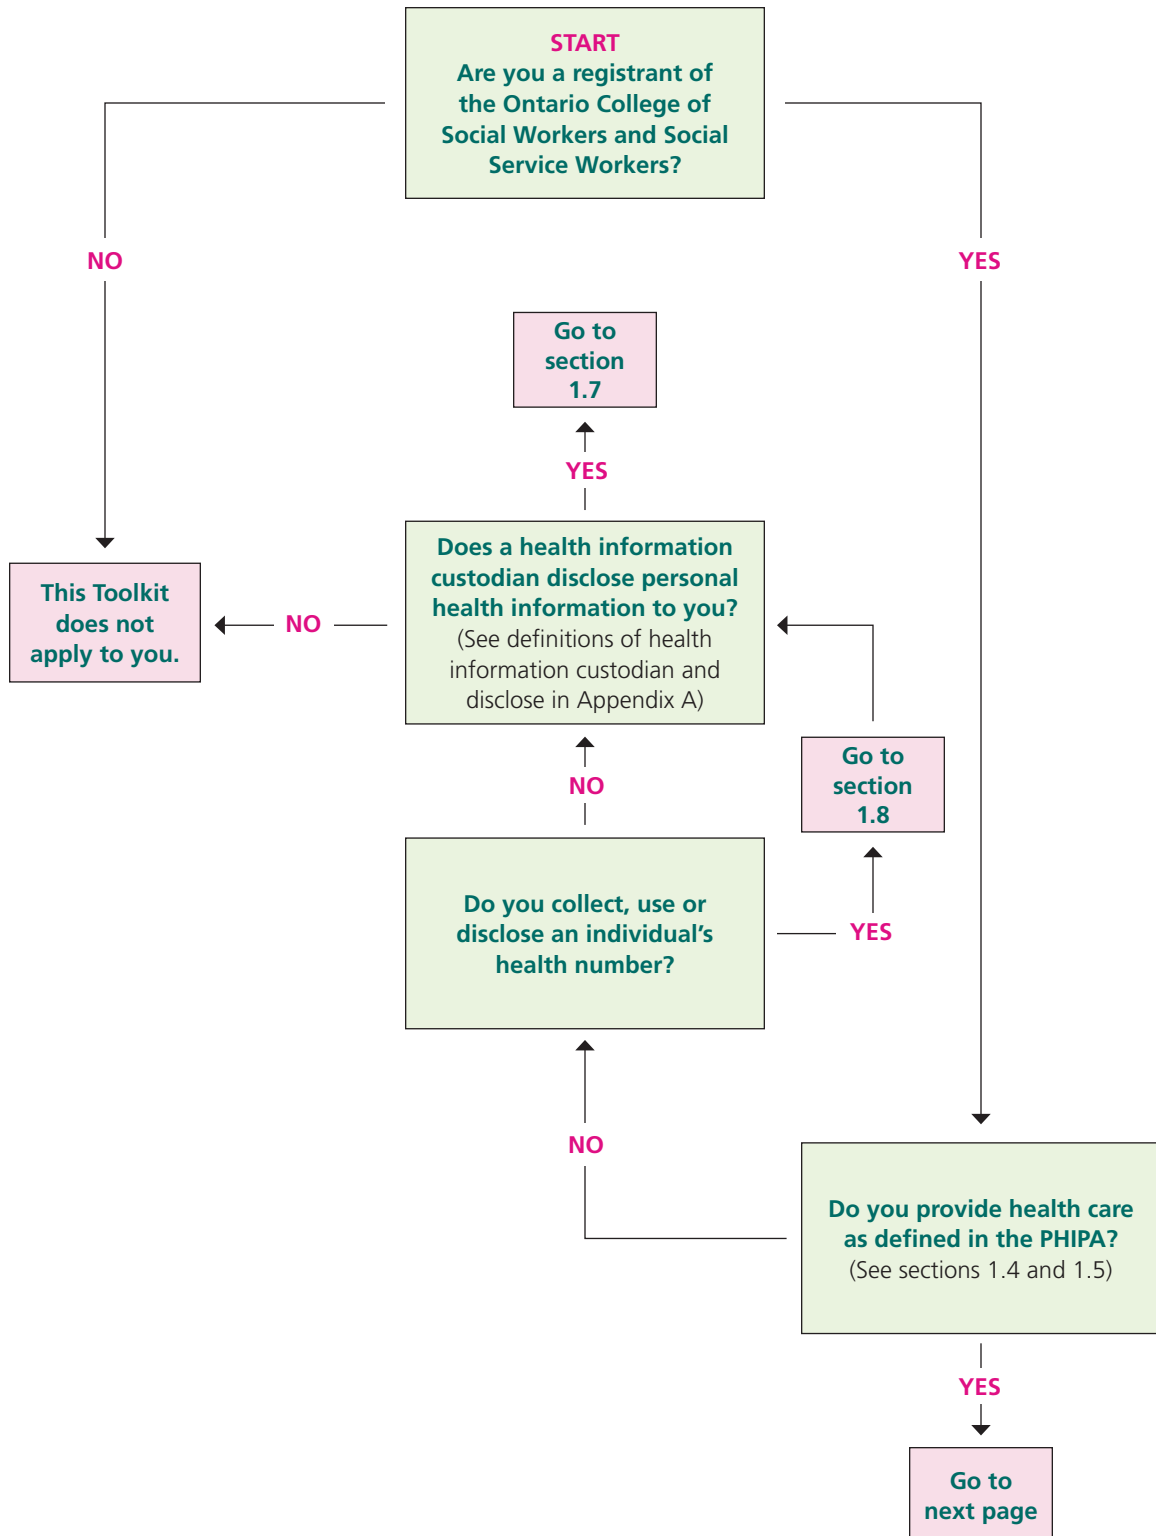 START
Are you a registrant of
the Ontario College of
Social Workers and Social
Service Workers?
NO
YES
Go to
section
1.7
YES
Does a health information
custodian disclose personal
health information to you?
(See definitions of health
information custodian and
disclose in Appendix A)
NO
This Toolkit
does not
apply to you.
Go to
section
1.8
NO
Do you collect, use or
disclose an individual's
health number?
YES
NO
Do you provide health care
as defined in the PHIPA?
(See sections 1.4 and 1.5)
YES
Go to
next page